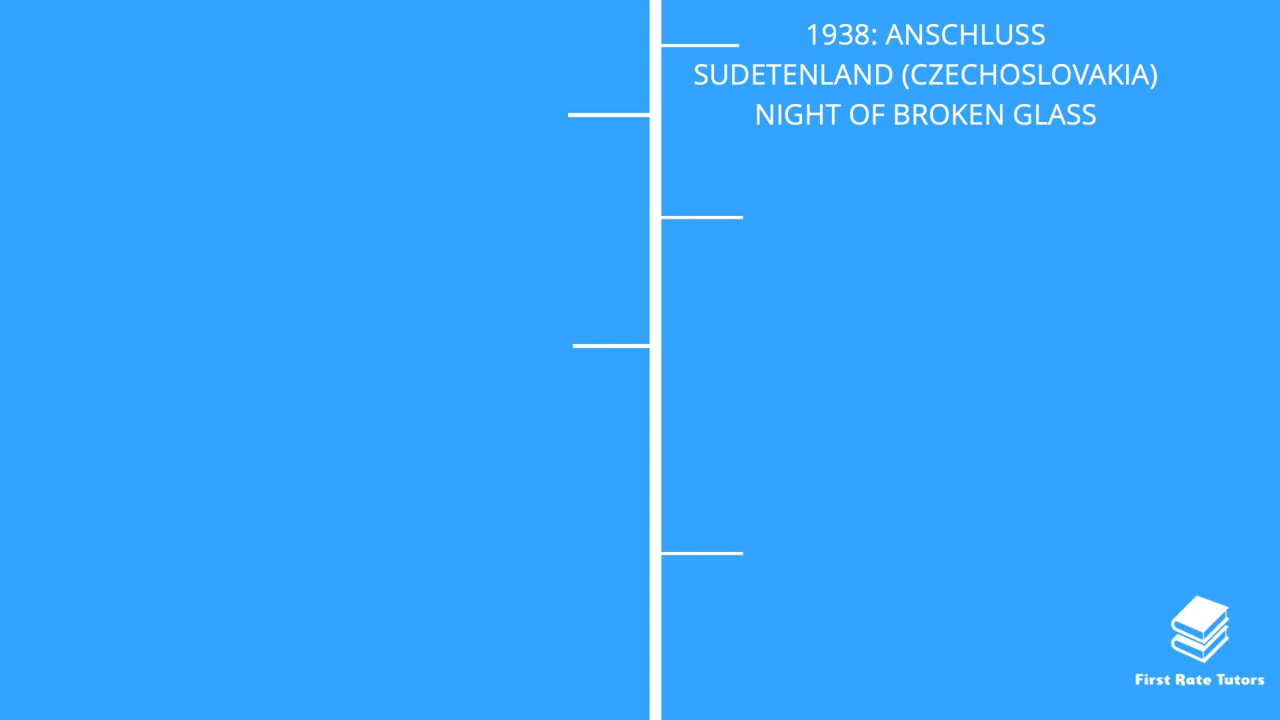 1938: ANSCHLUSS
SUDETENLAND (CZECHOSLOVAKIA)
NIGHT OF BROKEN GLASS
First Rate Tutors